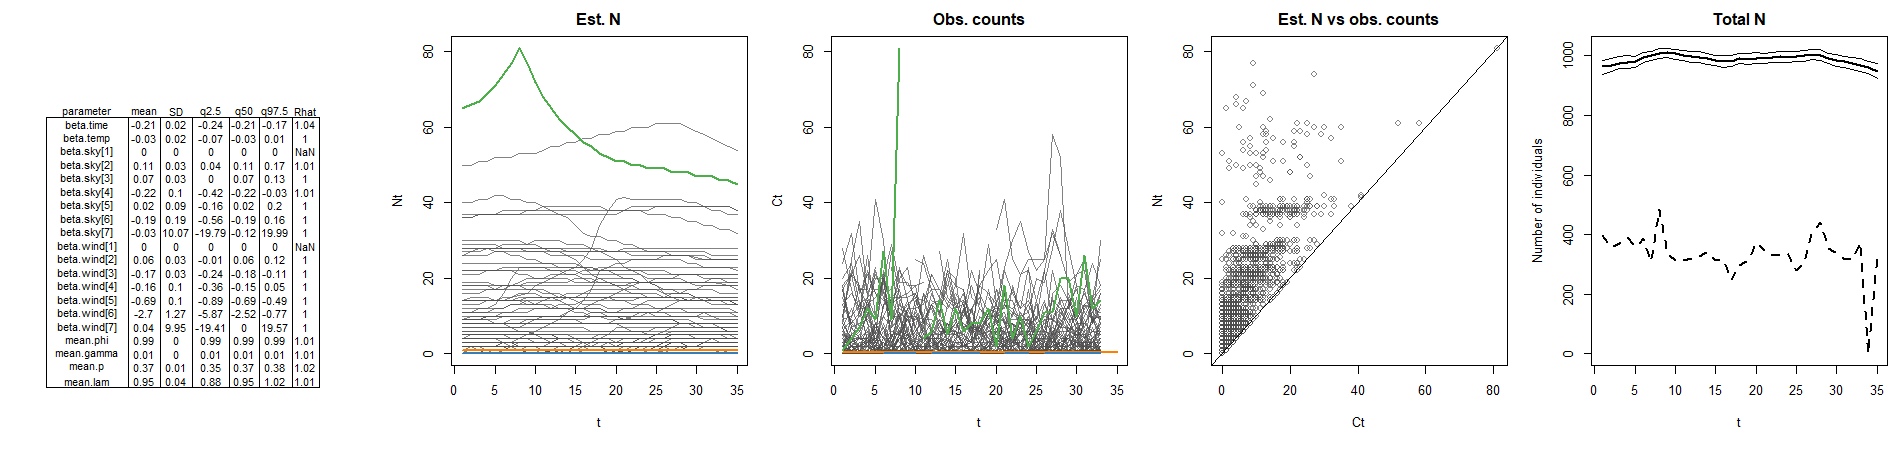 parameter mean SD q2.5 q50 q97.5 Rhat
beta.time -0.21 0.02 -0.24 -0.21 -0.17 1.04
beta.temp -0.03 0.02 -0.07 -0.03 0.01 1
beta.sky[1] 0 0 0 0 0 NaN
beta.sky[2] 0.11 0.03 0.04 0.11 0.17 1.01
beta.sky[3] 0.07 0.03 0 0.07 0.13 1
beta.sky[4] -0.22 0.1 -0.42 -0.22 -0.03 1.01
beta.sky[5] 0.02 0.09 -0.16 0.02 0.2 1
beta.sky[6] -0.19 0.19 -0.56 -0.19 0.16 1
beta.sky[7] -0.03 10.07 -19.79 -0.12 19.99 1
beta.wind[1] 0 0 0 0 0 NaN
beta.wind[2] 0.06 0.03 -0.01 0.06 0.12 1
beta.wind[3] -0.17 0.03 -0.24 -0.18 -0.11 1
beta.wind[4] -0.16 0.1 -0.36 -0.15 0.05 1
beta.wind[5] -0.69 0.1 -0.89 -0.69 -0.49 1
beta.wind[6] -2.7 1.27 -5.87 -2.52 -0.77 1
beta.wind[7] 0.04 9.95 -19.41 0 19.57 1
mean.phi 0.99 0 0.99 0.99 0.99 1.01
mean.gamma 0.01 0 0.01 0.01 0.01 1.01
mean.p 0.37 0.01 0.35 0.37 0.38 1.02
mean.lam 0.95 0.04 0.88 0.95 1.02 1.01
Est. N
Nt
80
60
40
20
0
0 5 10 15 20 25 30 35
t
Obs. counts
Ct
80
60
40
20
0
0 5 10 15 20 25 30 35
t
Est. N vs obs. counts
Nt
80
60
40
20
0
0 20 40 60 80
Ct
Total N
Number of individuals
1000
800
600
400
200
0
0 5 10 15 20 25 30 35
t